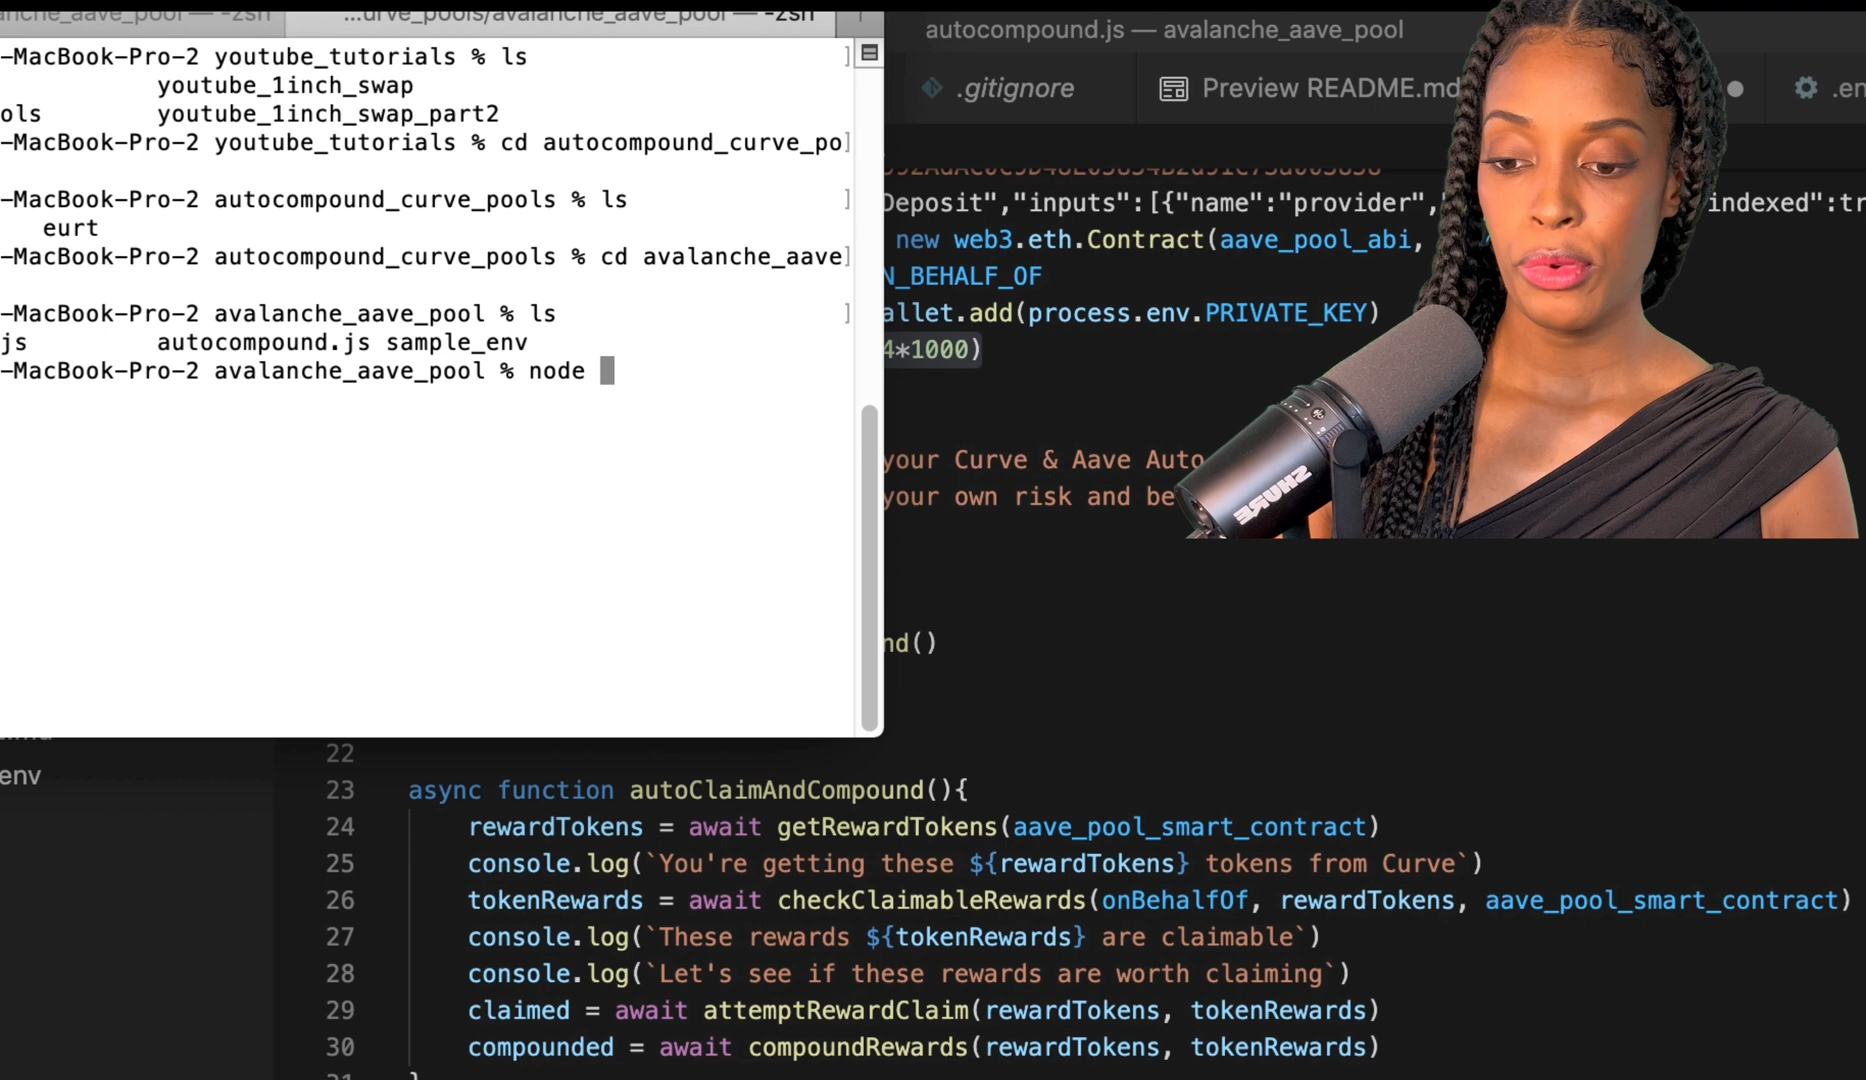 anche_aave_pool — -zsh
...urve_pools/avalanche_aave_pool — -zsh
-MacBook-Pro-2 youtube_tutorials % ls
youtube_1inch_swap
ols youtube_1inch_swap_part2
-MacBook-Pro-2 youtube_tutorials % cd autocompound_curve_po
-MacBook-Pro-2 autocompound_curve_pools % ls
eurt
-MacBook-Pro-2 autocompound_curve_pools % cd avalanche_aave
-MacBook-Pro-2 avalanche_aave_pool % ls
js autocompound.js sample_env
-MacBook-Pro-2 avalanche_aave_pool % node
autocompound.js — avalanche_aave_pool
.gitignore
Preview README.md
.en
Deposit","inputs":[{"name":"provider", indexed":tr
new web3.eth.Contract(aave_pool_abi,
N_BEHALF_OF
allet.add(process.env.PRIVATE_KEY)
4*1000)
your Curve & Aave Auto
your own risk and be
nd()
SHURE
env
22
23 async function autoClaimAndCompound(){
24 rewardTokens = await getRewardTokens(aave_pool_smart_contract)
25 console.log(`You're getting these ${rewardTokens} tokens from Curve`)
26 tokenRewards = await checkClaimableRewards(onBehalfOf, rewardTokens, aave_pool_smart_contract)
27 console.log(`These rewards ${tokenRewards} are claimable`)
28 console.log(`Let's see if these rewards are worth claiming`)
29 claimed = await attemptRewardClaim(rewardTokens, tokenRewards)
30 compounded = await compoundRewards(rewardTokens, tokenRewards)